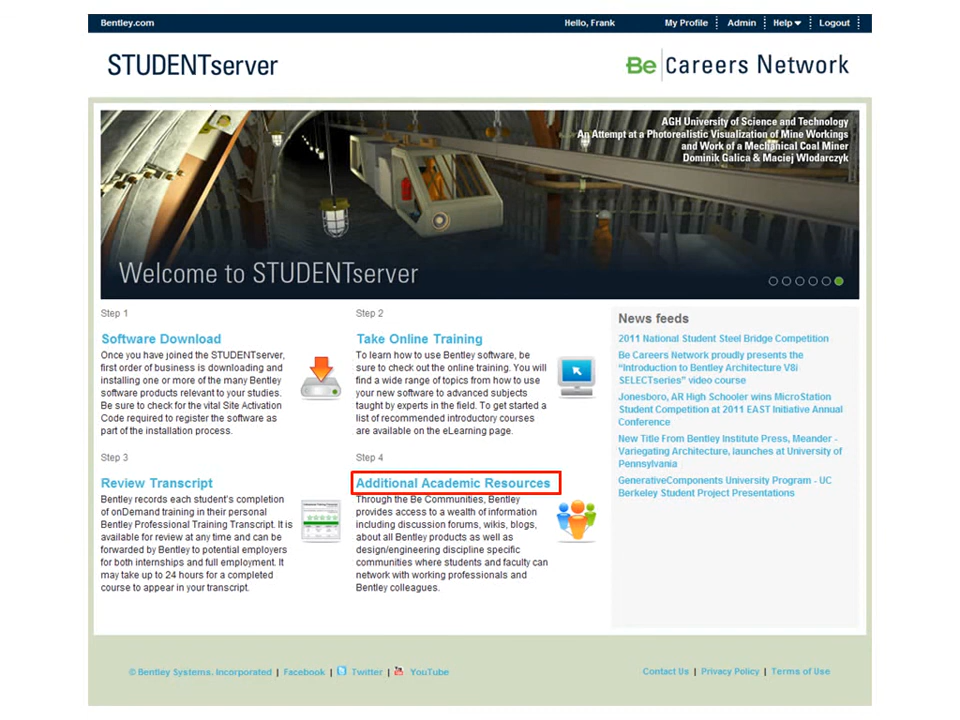 Bentley.com
Hello, Frank
My Profile
Admin
Help
Logout
STUDENTserver
Be Careers Network
AGH University of Science and Technology
An Attempt at a Photorealistic Visualization of Mine Workings
and Work of a Mechanical Coal Miner
Dominik Galica & Maciej Wlodarczyk
Welcome to STUDENTserver
Step 1
Software Download
Once you have joined the STUDENTserver,
first order of business is downloading and
installing one or more of the many Bentley
software products relevant to your studies.
Be sure to check for the vital Site Activation
Code required to register the software as
part of the installation process.
Step 2
Take Online Training
To learn how to use Bentley software, be
sure to check out the online training. You will
find a wide range of topics from how to use
your new software to advanced subjects
taught by experts in the field. To get started a
list of recommended introductory courses
are available on the eLearning page.
Step 3
Review Transcript
Bentley records each student's completion
of onDemand training in their personal
Bentley Professional Training Transcript. It is
available for review at any time and can be
forwarded by Bentley to potential employers
for both internships and full employment. It
may take up to 24 hours for a completed
course to appear in your transcript.
Step 4
Additional Academic Resources
Through the Be Communities, Bentley
provides access to a wealth of information
including discussion forums, wikis, blogs,
about all Bentley products as well as
design/engineering discipline specific
communities where students and faculty can
network with working professionals and
Bentley colleagues.
News feeds
2011 National Student Steel Bridge Competition
Be Careers Network proudly presents the
"Introduction to Bentley Architecture V8i
SELECTseries" video course
Jonesboro, AR High Schooler wins MicroStation
Student Competition at 2011 EAST Initiative Annual
Conference
New Title From Bentley Institute Press, Meander -
Variegating Architecture, launches at University of
Pennsylvania
GenerativeComponents University Program - UC
Berkeley Student Project Presentations
© Bentley Systems, Incorporated | Facebook | Twitter | YouTube
Contact Us | Privacy Policy | Terms of Use